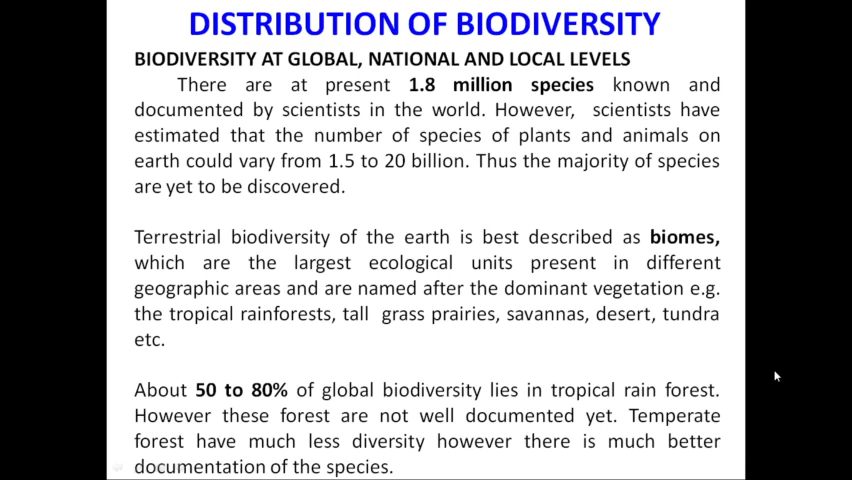 DISTRIBUTION OF BIODIVERSITY
BIODIVERSITY AT GLOBAL, NATIONAL AND LOCAL LEVELS
There are at present 1.8 million species known and
documented by scientists in the world. However, scientists have
estimated that the number of species of plants and animals on
earth could vary from 1.5 to 20 billion. Thus the majority of species
are yet to be discovered.
Terrestrial biodiversity of the earth is best described as biomes,
which are the largest ecological units present in different
geographic areas and are named after the dominant vegetation e.g.
the tropical rainforests, tall grass prairies, savannas, desert, tundra
etc.
About 50 to 80% of global biodiversity lies in tropical rain forest.
However these forest are not well documented yet. Temperate
forest have much less diversity however there is much better
documentation of the species.